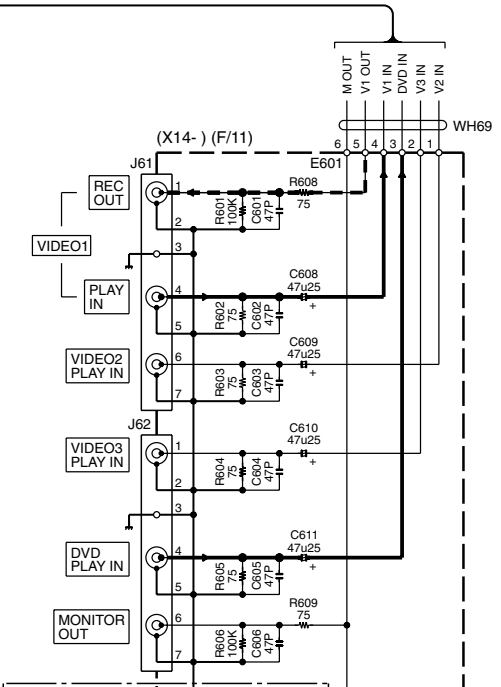 M OUT
V1 OUT
V1 IN
DVD IN
V3 IN
V2 IN
WH69
6 5 4 3 2 1
E601
(X14- ) (F/11)
J61
REC
OUT
1
R608
75
R601
100K
C601
47P
2
VIDEO1
3
PLAY
IN
4
C608
47u25
+
R602
75
C602
47P
5
VIDEO2
PLAY IN
6
C609
47u25
+
R603
75
C603
47P
7
J62
VIDEO3
PLAY IN
1
C610
47u25
+
R604
75
C604
47P
2
3
DVD
PLAY IN
4
C611
47u25
+
R605
75
C605
47P
5
MONITOR
OUT
6
R609
75
R606
100K
C606
47P
7